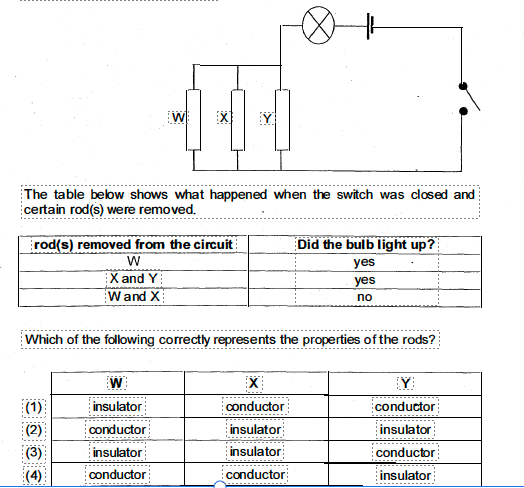 W X Y
The table below shows what happened when the switch was closed and
certain rod(s) were removed.
rod(s) removed from the circuit Did the bulb light up?
W yes
X and Y yes
W and X no
Which of the following correctly represents the properties of the rods?
W X Y
(1) insulator conductor conductor
(2) conductor insulator insulator
(3) insulator insulator conductor
(4) conductor conductor insulator